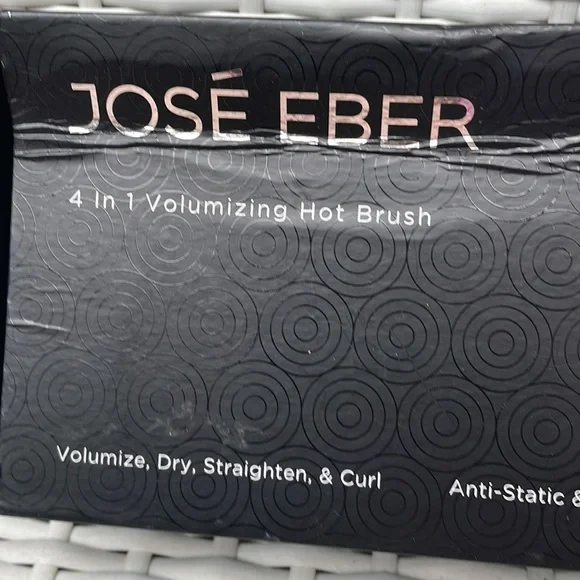 JOSÉ EBER
4 In 1 Volumizing Hot Brush
Volumize, Dry, Straighten, & Curl
Anti-Static &